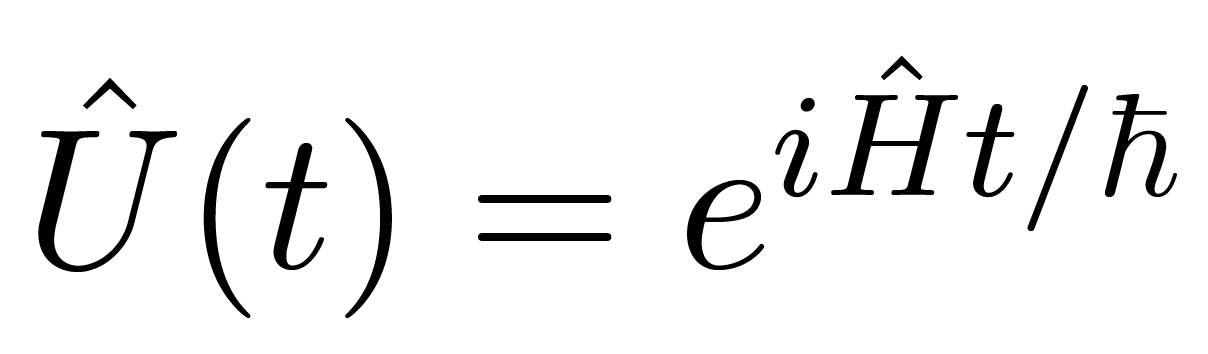 Û(t) = e^{iĤt/ℏ}